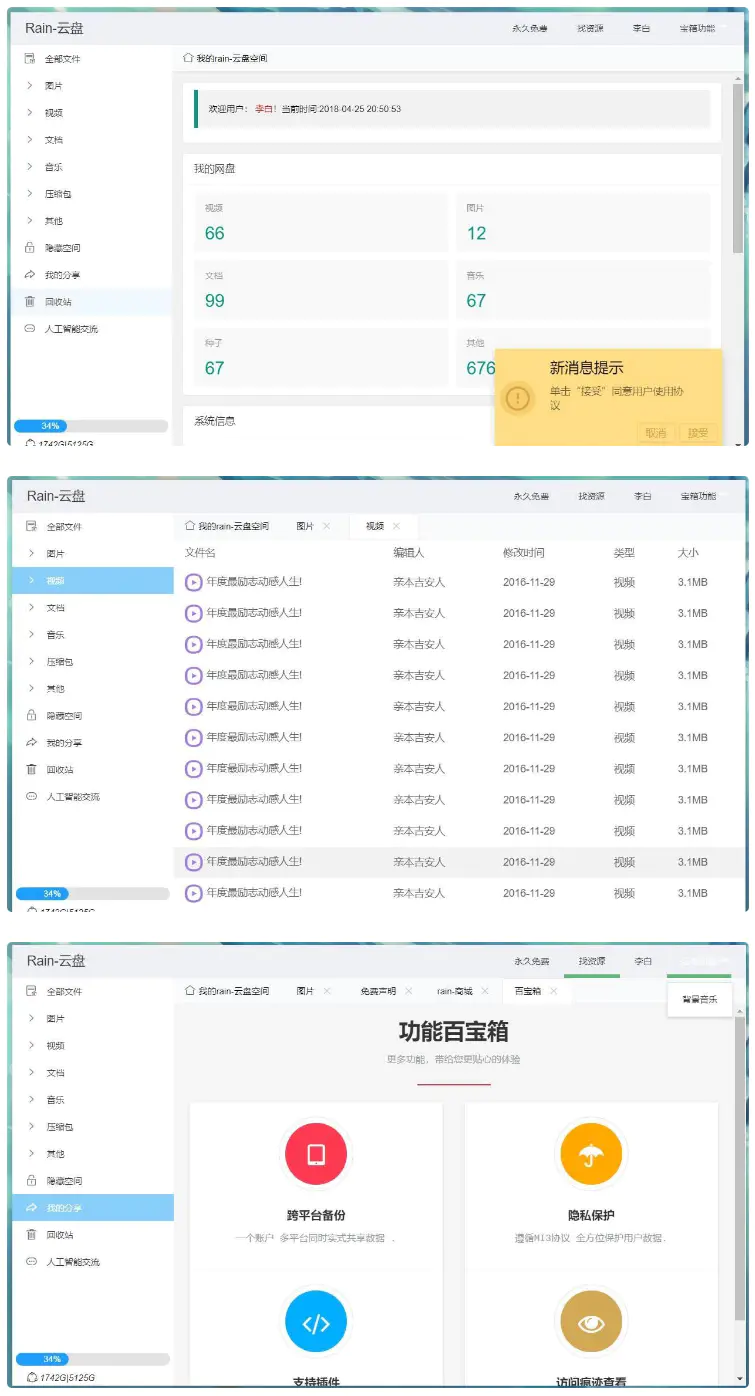 Rain-云盘 永久免费 找资源 李白 宝箱功能
全部文件
图片
视频
文档
音乐
压缩包
其他
隐藏空间
我的分享
回收站
人工智能交流
34%
1742G|5125G
我的rain-云盘空间
欢迎用户: 李白! 当前时间:2018-04-25 20:50:53
我的网盘
视频
66
图片
12
文档
99
音乐
67
种子
67
其他
676
系统信息
新消息提示
单击“接受”同意用户使用协
议
取消 接受
Rain-云盘 永久免费 找资源 李白 宝箱功能
全部文件
图片
视频
文档
音乐
压缩包
其他
隐藏空间
我的分享
回收站
人工智能交流
34%
1742G|5125G
我的rain-云盘空间 图片 视频
文件名 编辑人 修改时间 类型 大小
年度最励志动感人生! 亲本吉安人 2016-11-29 视频 3.1MB
年度最励志动感人生! 亲本吉安人 2016-11-29 视频 3.1MB
年度最励志动感人生! 亲本吉安人 2016-11-29 视频 3.1MB
年度最励志动感人生! 亲本吉安人 2016-11-29 视频 3.1MB
年度最励志动感人生! 亲本吉安人 2016-11-29 视频 3.1MB
年度最励志动感人生! 亲本吉安人 2016-11-29 视频 3.1MB
年度最励志动感人生! 亲本吉安人 2016-11-29 视频 3.1MB
年度最励志动感人生! 亲本吉安人 2016-11-29 视频 3.1MB
年度最励志动感人生! 亲本吉安人 2016-11-29 视频 3.1MB
年度最励志动感人生! 亲本吉安人 2016-11-29 视频 3.1MB
年度最励志动感人生! 亲本吉安人 2016-11-29 视频 3.1MB
Rain-云盘 永久免费 找资源 李白
背景音乐
全部文件
图片
视频
文档
音乐
压缩包
其他
隐藏空间
我的分享
回收站
人工智能交流
34%
1742G|5125G
我的rain-云盘空间 图片 免费声明 rain-商城 百宝箱
功能百宝箱
更多功能，带给您更贴心的体验
跨平台备份
一个账户 多平台同时实式共享数据 .
隐私保护
遵循M13协议 全方位保护用户数据.
支持插件
访问痕迹查看